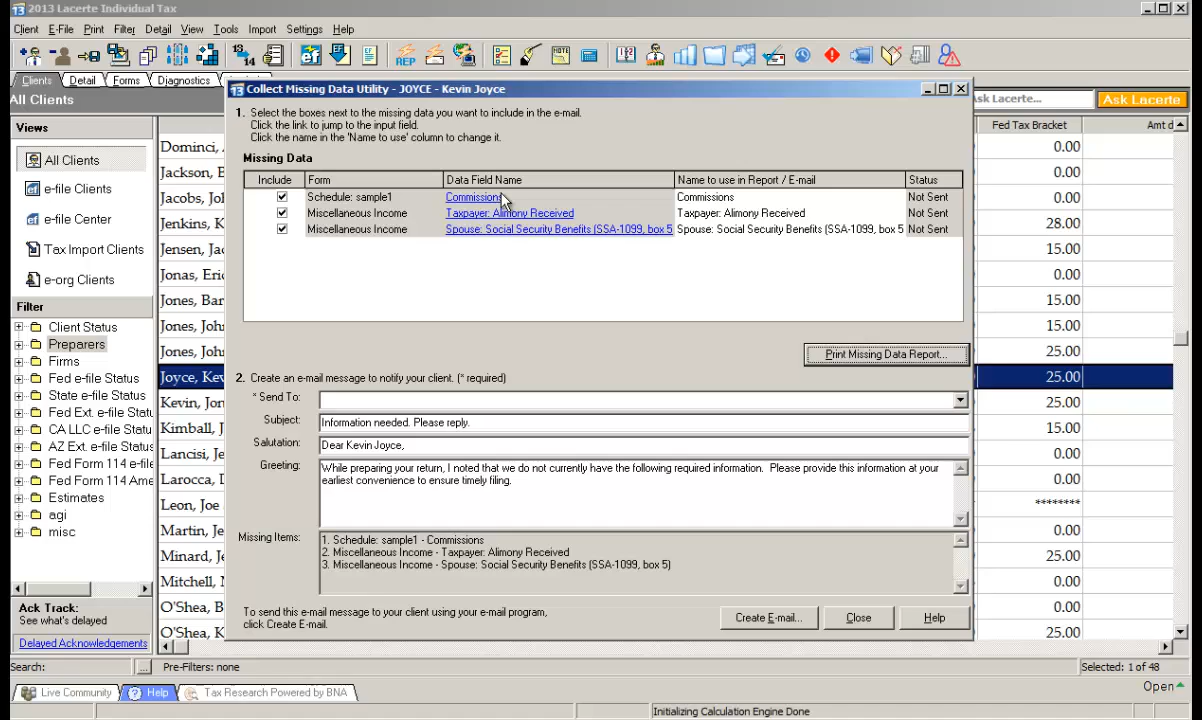 2013 Lacerte Individual Tax
Client E-File Print Filter Detail View Tools Import Settings Help
Clients Detail Forms Diagnostics
All Clients
Ask Lacerte
Views
All Clients
e-file Clients
e-file Center
Tax Import Clients
e-org Clients
Filter
Client Status
Preparers
Firms
Fed e-file Status
State e-file Status
Fed Ext. e-file Statu
CA LLC e-file Statu
AZ Ext. e-file Status
Fed Form 114 e-file
Fed Form 114 Ame
Estimates
agi
misc
Ack Track:
See what's delayed
Delayed Acknowledgements
Dominci,
Jackson, E
Jacobs, Jol
Jenkins, K
Jensen, Jac
Jonas, Eric
Jones, Bar
Jones, Joh
Jones, Joh
Joyce, Kev
Kevin, Jon
Kimball, J
Lancisi, Je
Larocca, D
Leon, Joe
Martin, Je
Minard, Je
Mitchell, M
O'Shea, B
O'Shea, K
Collect Missing Data Utility - JOYCE - Kevin Joyce
1. Select the boxes next to the missing data you want to include in the e-mail.
Click the link to jump to the input field.
Click the name in the 'Name to use' column to change it.
Missing Data
Include Form Data Field Name Name to use in Report / E-mail Status
Schedule: sample1 Commissions Commissions Not Sent
Miscellaneous Income Taxpayer: Alimony Received Taxpayer: Alimony Received Not Sent
Miscellaneous Income Spouse: Social Security Benefits (SSA-1099, box 5 Spouse: Social Security Benefits (SSA-1099, box 5 Not Sent
Print Missing Data Report...
2. Create an e-mail message to notify your client. (* required)
* Send To:
Subject: Information needed. Please reply.
Salutation: Dear Kevin Joyce,
Greeting: While preparing your return, I noted that we do not currently have the following required information. Please provide this information at your
earliest convenience to ensure timely filing.
Missing Items: 1. Schedule: sample1 - Commissions
2. Miscellaneous Income - Taxpayer: Alimony Received
3. Miscellaneous Income - Spouse: Social Security Benefits (SSA-1099, box 5)
To send this e-mail message to your client using your e-mail program,
click Create E-mail.
Create E-mail... Close Help
sk Lacerte...
Fed Tax Bracket Amt d
0.00
0.00
0.00
28.00
15.00
0.00
15.00
15.00
25.00
25.00
25.00
15.00
0.00
0.00
********
0.00
25.00
0.00
0.00
25.00
Search: ... Pre-Filters: none Selected: 1 of 48
Live Community Help Tax Research Powered by BNA Open
Initializing Calculation Engine Done